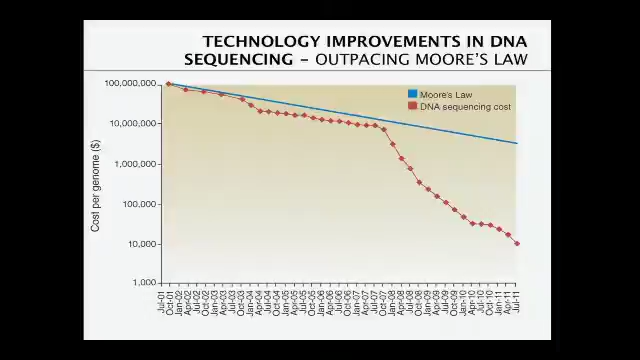 TECHNOLOGY IMPROVEMENTS IN DNA
SEQUENCING – OUTPACING MOORE'S LAW
Moore's Law
DNA sequencing cost
Cost per genome ($)
100,000,000
10,000,000
1,000,000
100,000
10,000
1,000
Jul-01
Oct-01
Jan-02
Apr-02
Jul-02
Oct-02
Jan-03
Apr-03
Jul-03
Oct-03
Jan-04
Apr-04
Jul-04
Oct-04
Jan-05
Apr-05
Jul-05
Oct-05
Jan-06
Apr-06
Jul-06
Oct-06
Jan-07
Apr-07
Jul-07
Oct-07
Jan-08
Apr-08
Jul-08
Oct-08
Jan-09
Apr-09
Jul-09
Oct-09
Jan-10
Apr-10
Jul-10
Oct-10
Jan-11
Apr-11
Jul-11